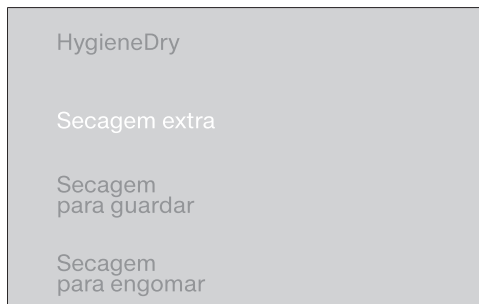 HygieneDry
Secagem extra
Secagem
para guardar
Secagem
para engomar